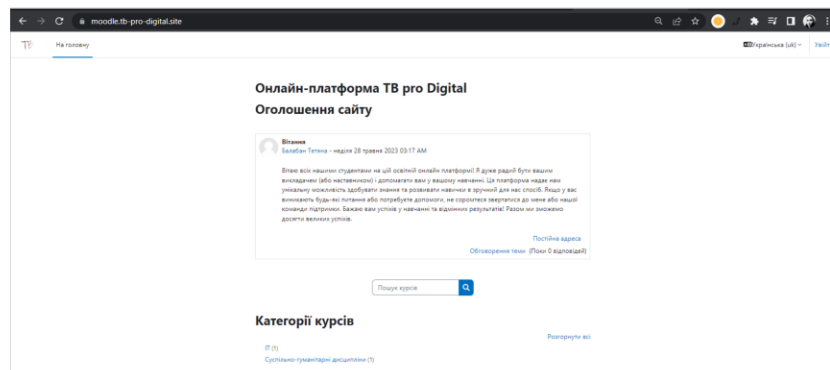 moodle.tb-pro-digital.site
TB
На головну
Українська (uk)
Увійти
Онлайн-платформа TB pro Digital
Оголошення сайту
Вітання
Балабан Тетяна - неділя 28 травня 2023 03:17 AM
Вітаю всіх нашими студентами на цій освітній онлайн платформі! Я дуже радий бути вашим
викладачем (або наставником) і допомагати вам у вашому навчанні. Ця платформа надає нам
унікальну можливість здобувати знання та розвивати навички в зручний для нас спосіб. Якщо у вас
виникають будь-які питання або потребуєте допомоги, не соромтеся звертатися до мене або нашої
команди підтримки. Бажаю вам успіхів у навчанні та відмінних результатів! Разом ми зможемо
досягти великих успіхів.
Постійна адреса
Обговорення теми (Поки 0 відповідей)
Пошук курсів
Категорії курсів
Розгорнути всі
IT (1)
Суспільно-гуманітарні дисципліни (1)